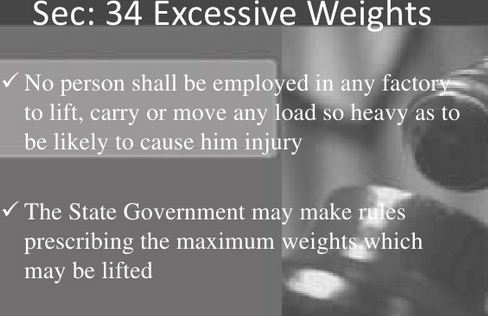 Sec: 34 Excessive Weights
✓ No person shall be employed in any factory
to lift, carry or move any load so heavy as to
be likely to cause him injury
✓ The State Government may make rules
prescribing the maximum weights which
may be lifted